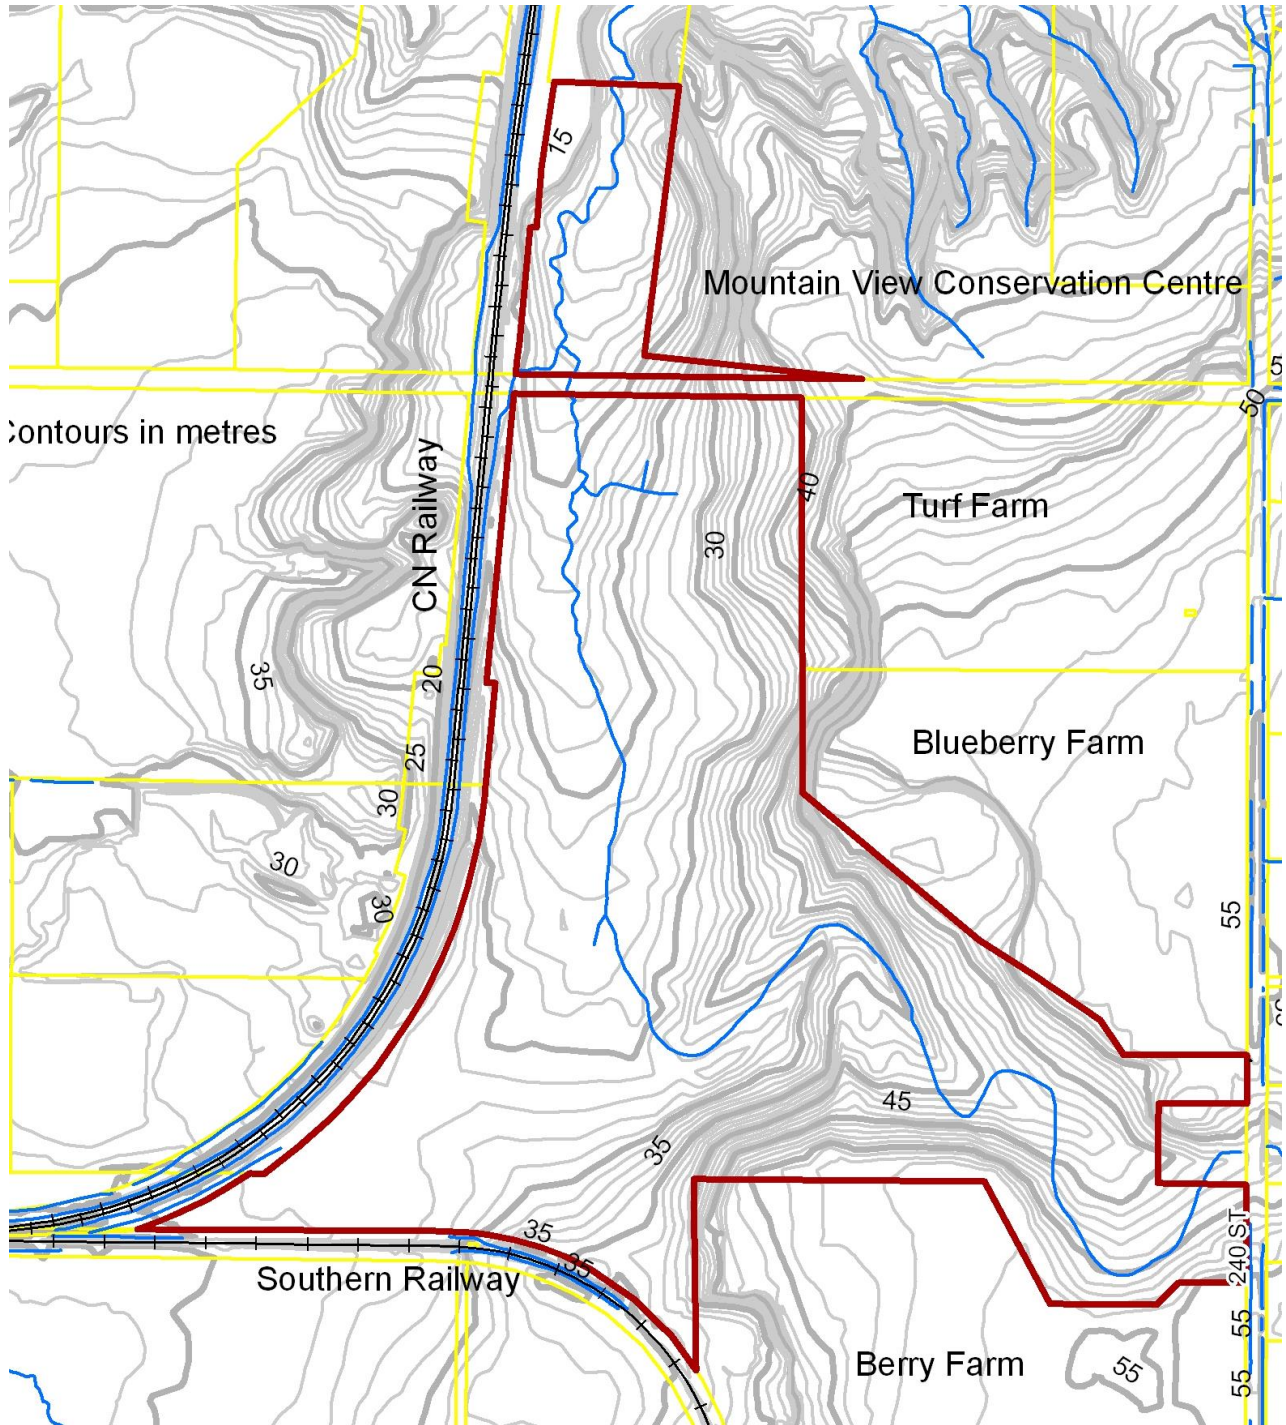 15
Mountain View Conservation Centre
50
Contours in metres
CN Railway
40
Turf Farm
30
35
20
25
Blueberry Farm
30
30
30
55
45
35
35
35
240 ST
Southern Railway
55
Berry Farm
55
55